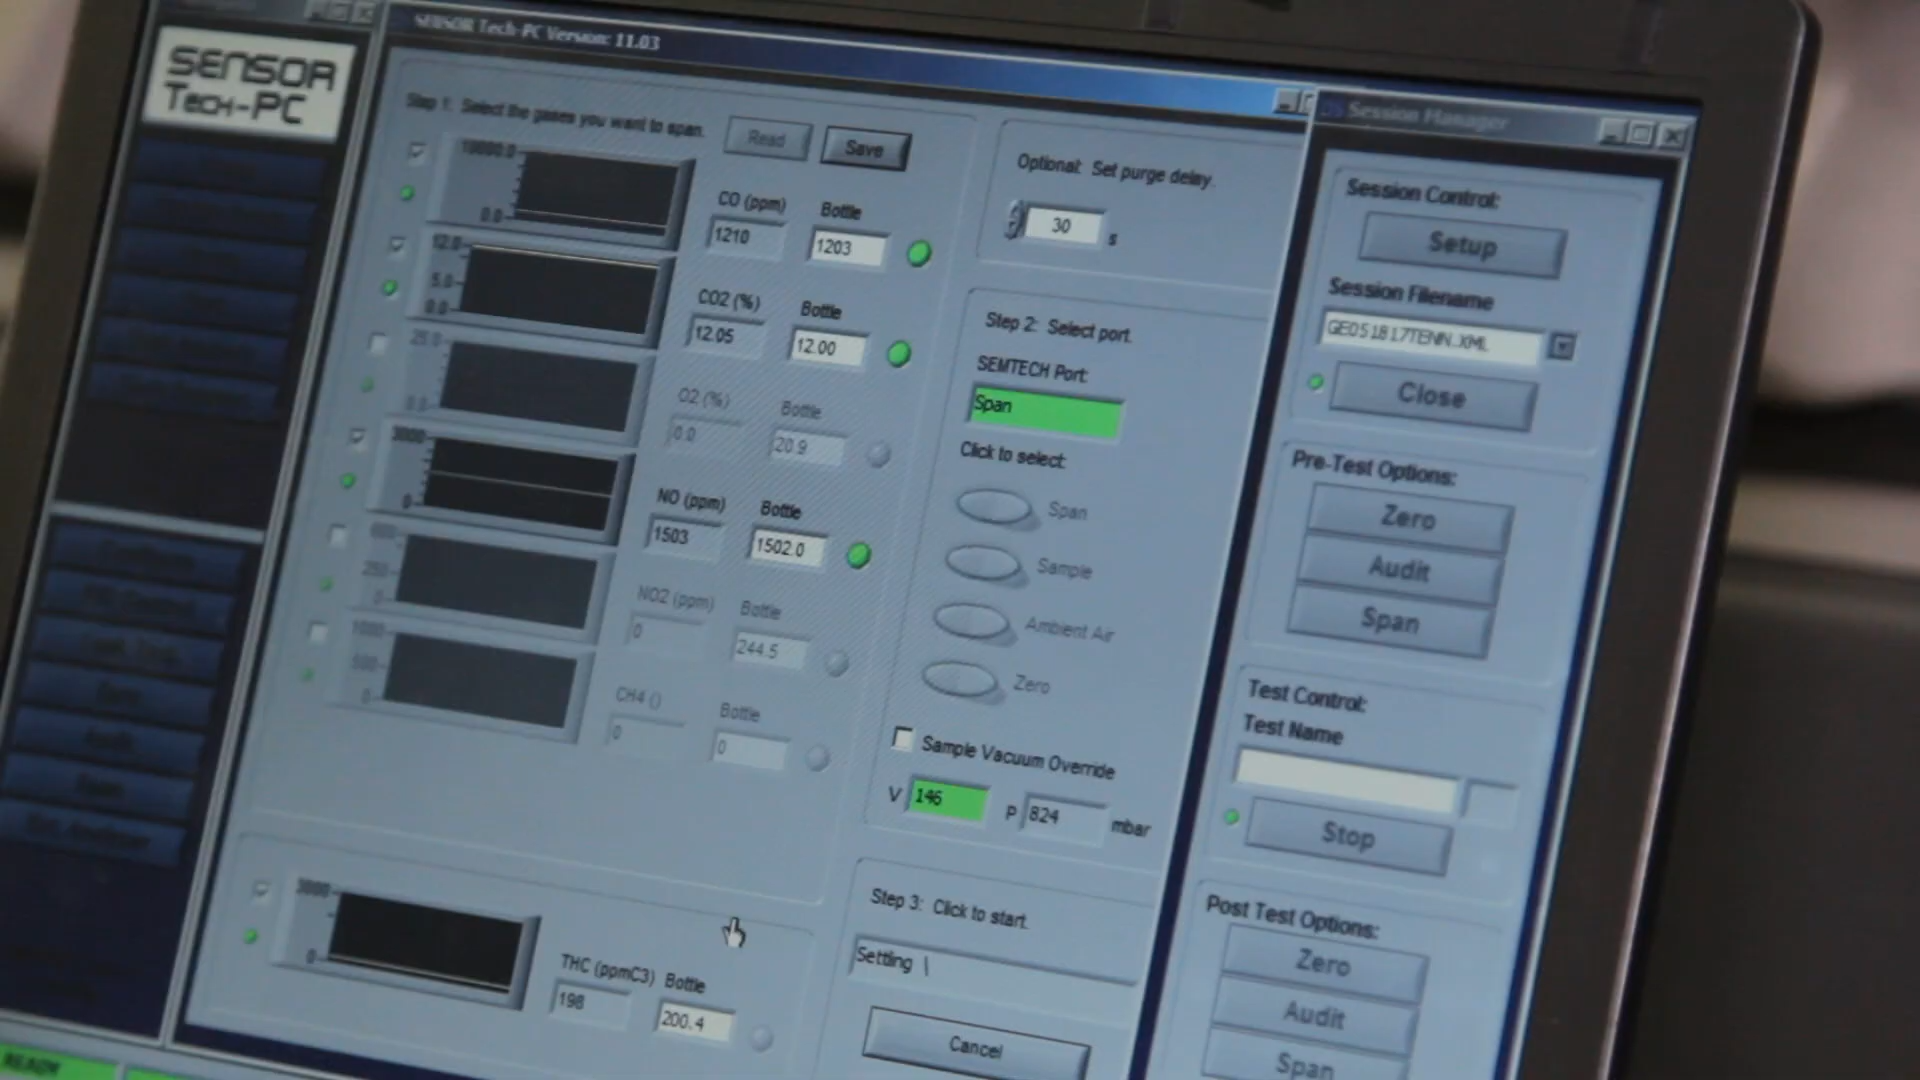 SENSOR
Tech-PC
SENSOR Tech-PC Version: 11.03
Step 1: Select the gases you want to span.
Read
Save
10000.0
0.0
CO (ppm)
Bottle
1210
1203
12.0
5.0
0.0
CO2 (%)
Bottle
12.05
12.00
25.0
0.0
O2 (%)
Bottle
0.0
20.9
3000
0
NO (ppm)
Bottle
1503
1502.0
250
0
NO2 (ppm)
Bottle
0
244.5
1000
500
0
CH4 ()
Bottle
0
0
3000
0
THC (ppmC3)
Bottle
198
200.4
Optional: Set purge delay.
30
s
Step 2: Select port.
SEMTECH Port:
Span
Click to select:
Span
Sample
Ambient Air
Zero
Sample Vacuum Override
V 146 P 824 mbar
Step 3: Click to start.
Settling \
Cancel
Session Manager
Session Control:
Setup
Session Filename
GE051817TENN.XML
Close
Pre-Test Options:
Zero
Audit
Span
Test Control:
Test Name
Stop
Post Test Options:
Zero
Audit
Span
READY